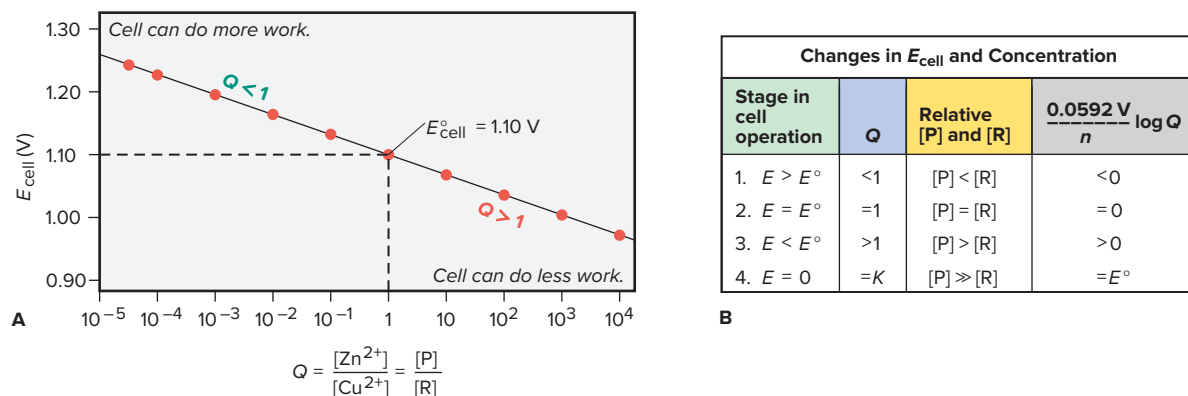 1.30
Cell can do more work.
Q < 1
1.20
E°cell = 1.10 V
Ecell (V)
1.10
Q > 1
1.00
Cell can do less work.
0.90
A
10⁻⁵ 10⁻⁴ 10⁻³ 10⁻² 10⁻¹ 1 10 10² 10³ 10⁴
Q = [Zn²⁺]/[Cu²⁺] = [P]/[R]
Changes in Ecell and Concentration
Stage in
cell
operation
Q
Relative
[P] and [R]
0.0592 V/n log Q
1. E > E° <1 [P] < [R] <0
2. E = E° =1 [P] = [R] =0
3. E < E° >1 [P] > [R] >0
4. E = 0 =K [P] ≫ [R] =E°
B